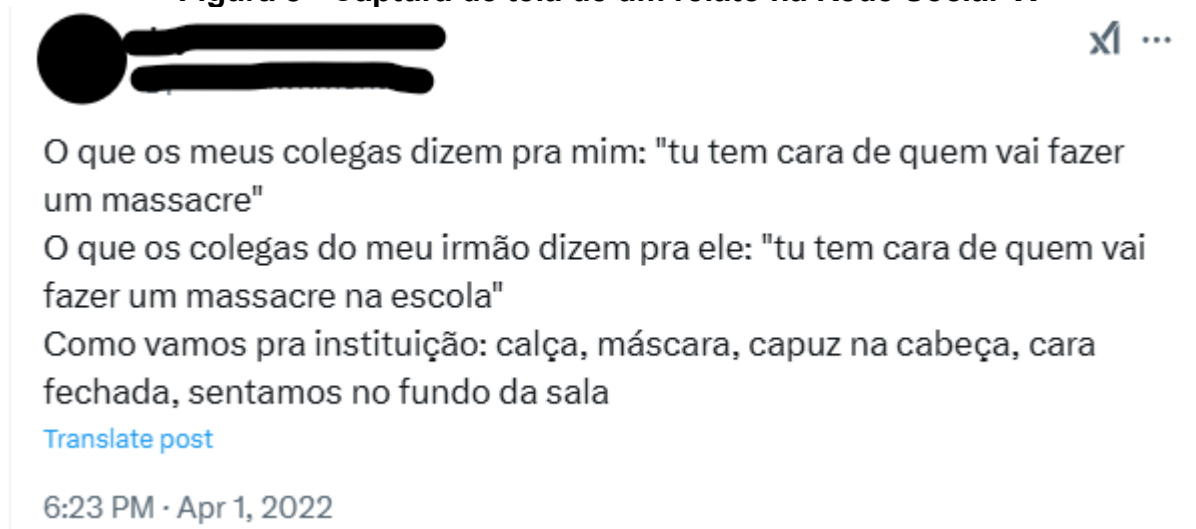 O que os meus colegas dizem pra mim: "tu tem cara de quem vai fazer
um massacre"
O que os colegas do meu irmão dizem pra ele: "tu tem cara de quem vai
fazer um massacre na escola"
Como vamos pra instituição: calça, máscara, capuz na cabeça, cara
fechada, sentamos no fundo da sala
Translate post
6:23 PM · Apr 1, 2022